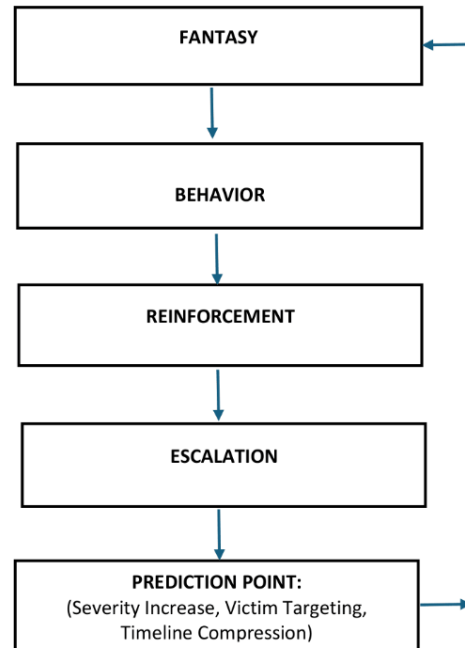 FANTASY
BEHAVIOR
REINFORCEMENT
ESCALATION
PREDICTION POINT:
(Severity Increase, Victim Targeting,
Timeline Compression)